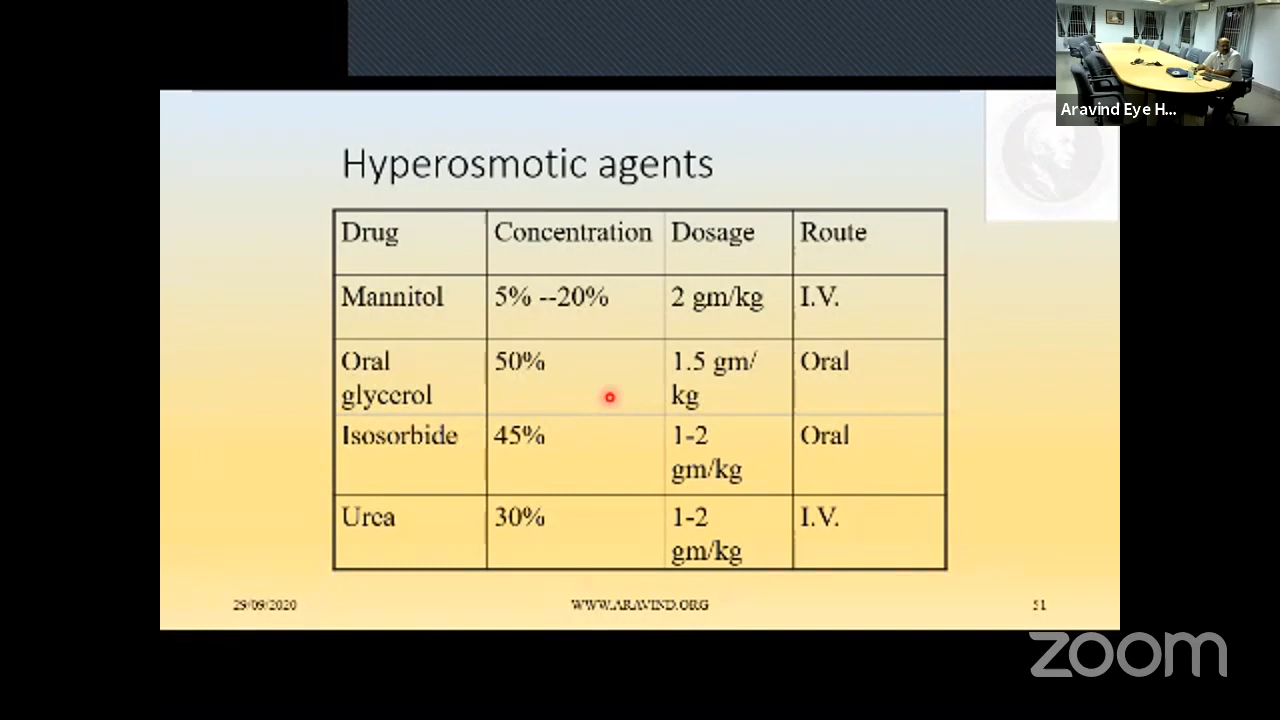 Aravind Eye H...
Hyperosmotic agents
Drug Concentration Dosage Route
Mannitol 5% --20% 2 gm/kg I.V.
Oral glycerol 50% 1.5 gm/ kg Oral
Isosorbide 45% 1-2 gm/kg Oral
Urea 30% 1-2 gm/kg I.V.
29/09/2020 WWW.ARAVIND.ORG 51
zoom